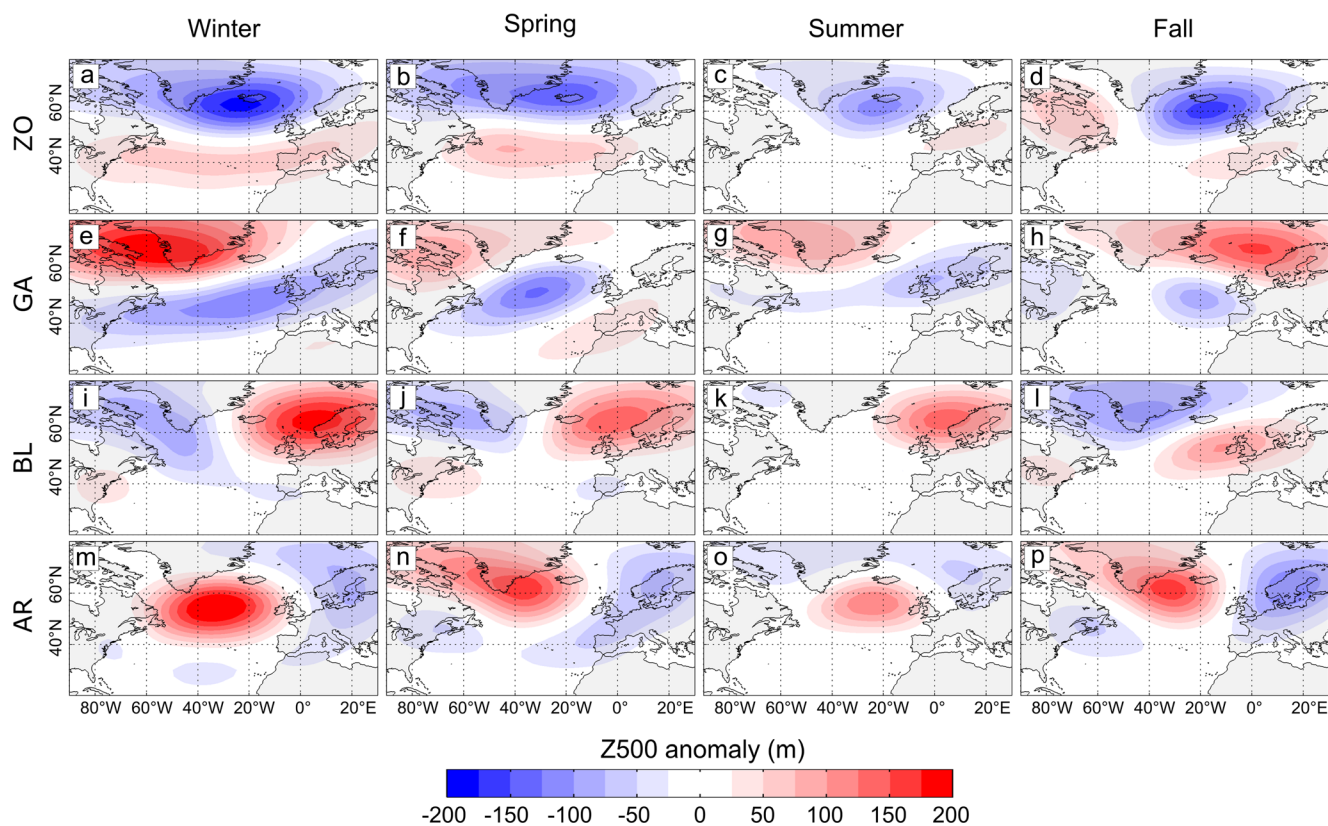 Winter Spring Summer Fall
ZO 60°N 40°N a b c d
GA 60°N 40°N e f g h
BL 60°N 40°N i j k l
AR 60°N 40°N m n o p
80°W 60°W 40°W 20°W 0° 20°E 80°W 60°W 40°W 20°W 0° 20°E 80°W 60°W 40°W 20°W 0° 20°E 80°W 60°W 40°W 20°W 0° 20°E
Z500 anomaly (m)
-200 -150 -100 -50 0 50 100 150 200